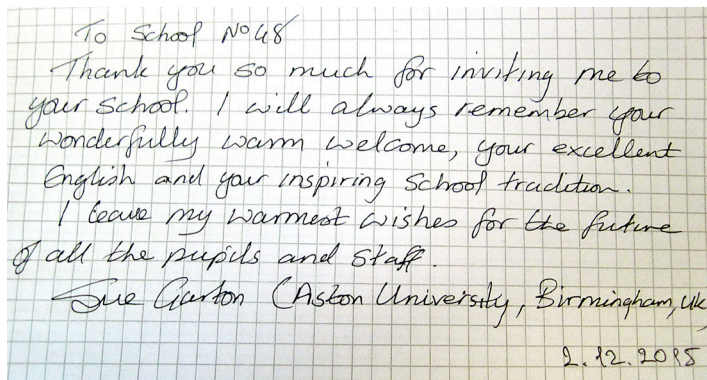 To School No 48
Thank you so much for inviting me to
your school. I will always remember your
wonderfully warm welcome, your excellent
English and your inspiring School tradition.
I leave my warmest wishes for the future
of all the pupils and staff.
Sue Garton (Aston University, Birmingham, UK
2.12.2015